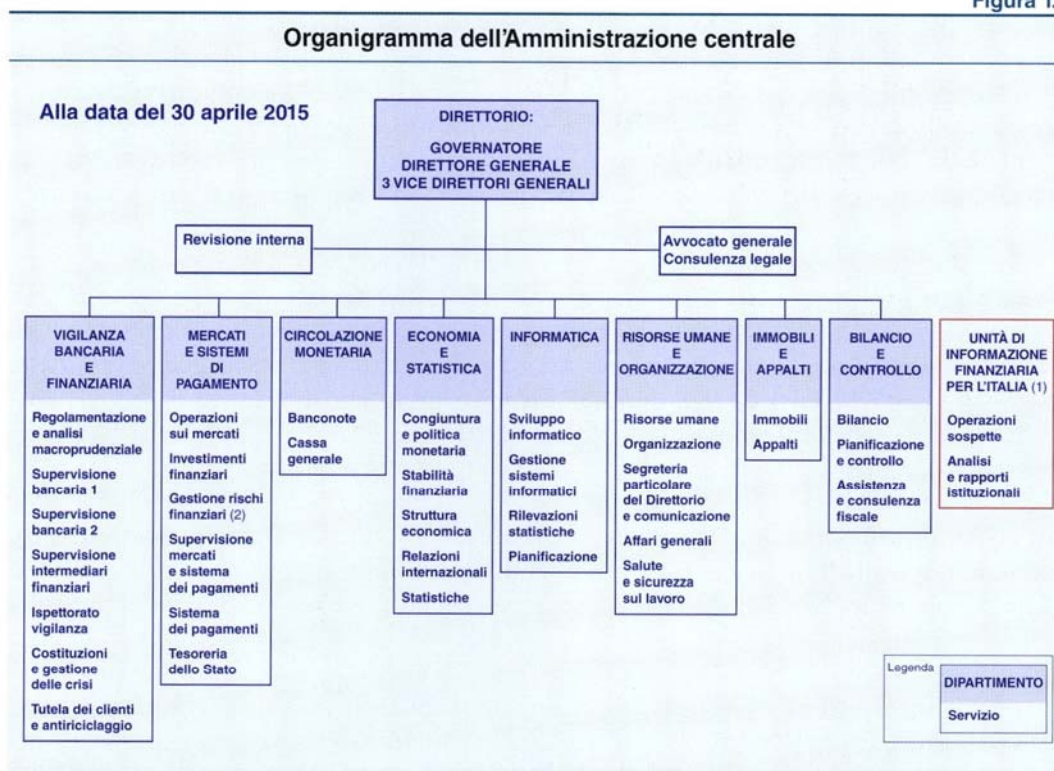 Figura 1.
Organigramma dell'Amministrazione centrale
Alla data del 30 aprile 2015
DIRETTORIO:
GOVERNATORE
DIRETTORE GENERALE
3 VICE DIRETTORI GENERALI
Revisione interna
Avvocato generale
Consulenza legale
VIGILANZA
BANCARIA
E
FINANZIARIA
Regolamentazione
e analisi
macroprudenziale
Supervisione
bancaria 1
Supervisione
bancaria 2
Supervisione
intermediari
finanziari
Ispettorato
vigilanza
Costituzioni
e gestione
delle crisi
Tutela dei clienti
e antiriciclaggio
MERCATI
E SISTEMI
DI
PAGAMENTO
Operazioni
sui mercati
Investimenti
finanziari
Gestione rischi
finanziari (2)
Supervisione
mercati
e sistema
dei pagamenti
Sistema
dei pagamenti
Tesoreria
dello Stato
CIRCOLAZIONE
MONETARIA
Banconote
Cassa
generale
ECONOMIA
E
STATISTICA
Congiuntura
e politica
monetaria
Stabilità
finanziaria
Struttura
economica
Relazioni
internazionali
Statistiche
INFORMATICA
Sviluppo
informatico
Gestione
sistemi
informatici
Rilevazioni
statistiche
Pianificazione
RISORSE UMANE
E
ORGANIZZAZIONE
Risorse umane
Organizzazione
Segreteria
particolare
del Direttorio
e comunicazione
Affari generali
Salute
e sicurezza
sul lavoro
IMMOBILI
E
APPALTI
Immobili
Appalti
BILANCIO
E
CONTROLLO
Bilancio
Pianificazione
e controllo
Assistenza
e consulenza
fiscale
UNITÀ DI
INFORMAZIONE
FINANZIARIA
PER L'ITALIA (1)
Operazioni
sospette
Analisi
e rapporti
istituzionali
Legenda
DIPARTIMENTO
Servizio